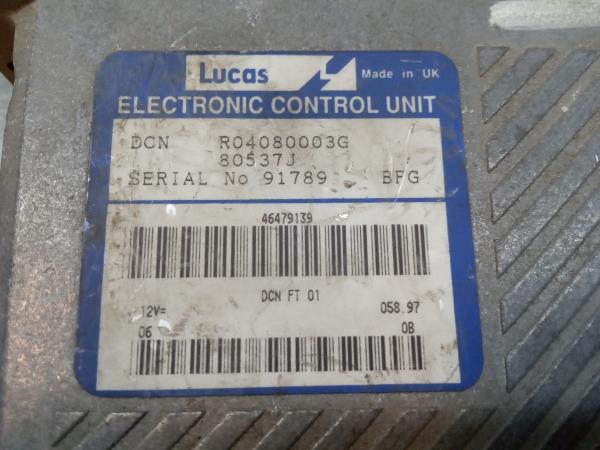 Lucas Made in UK
ELECTRONIC CONTROL UNIT
DCN R04080003G
80537J
SERIAL No 91789 BFG
46479139
DCN FT 01
12V= 058.97
06 0B